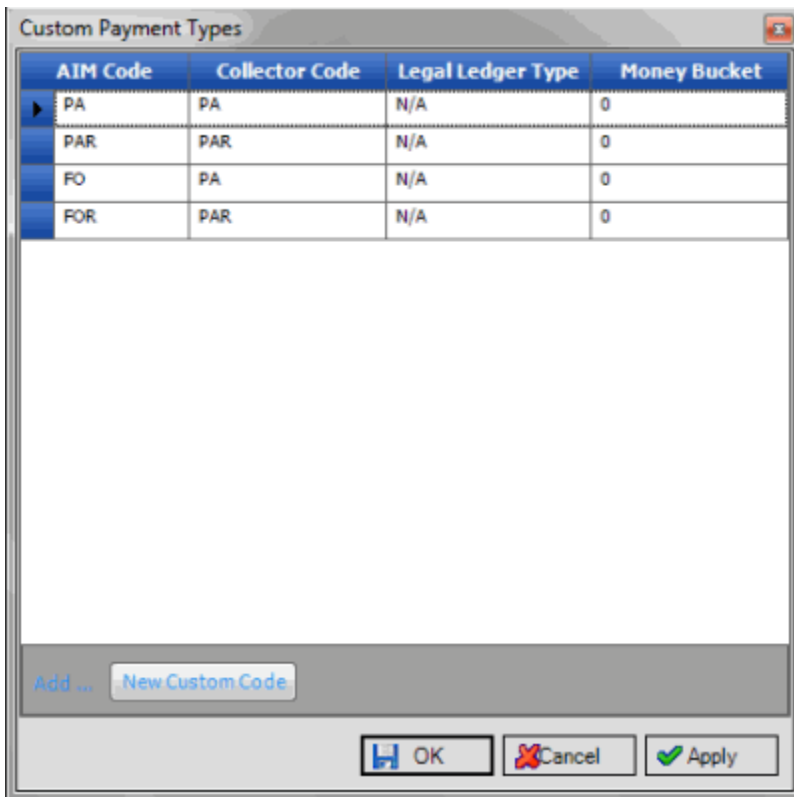 Custom Payment Types
AIM Code Collector Code Legal Ledger Type Money Bucket
PA PA N/A 0
PAR PAR N/A 0
FO PA N/A 0
FOR PAR N/A 0
Add ... New Custom Code
OK Cancel Apply